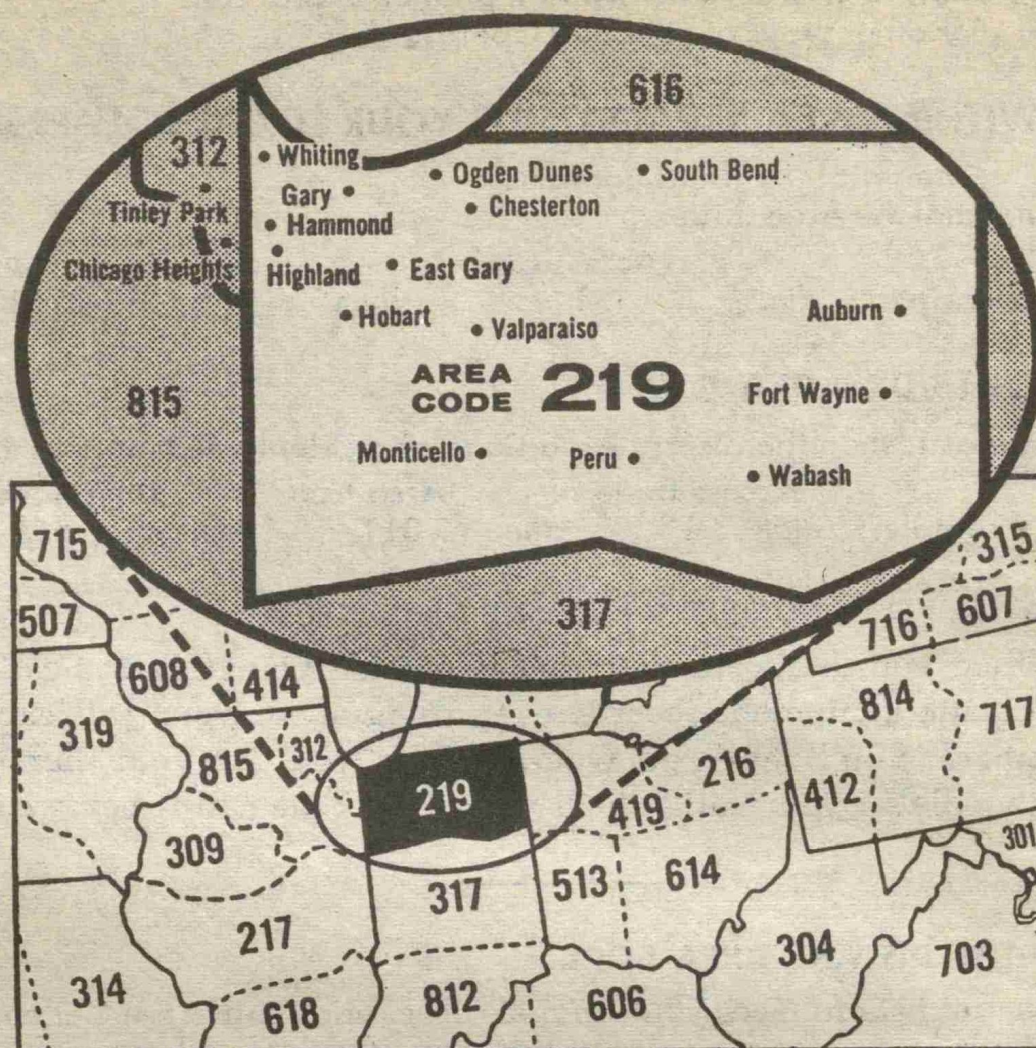 616
312
• Whiting
• Ogden Dunes
• South Bend
Gary •
Tinley Park
• Chesterton
• Hammond
Chicago Heights
Highland
• East Gary
• Hobart
• Valparaiso
Auburn •
815
AREA
CODE 219
Fort Wayne •
Monticello •
Peru •
• Wabash
317
715
315
507
716
607
608
414
319
815
312
814
717
219
216
419
412
309
301
317
513
614
217
304
703
314
618
812
606